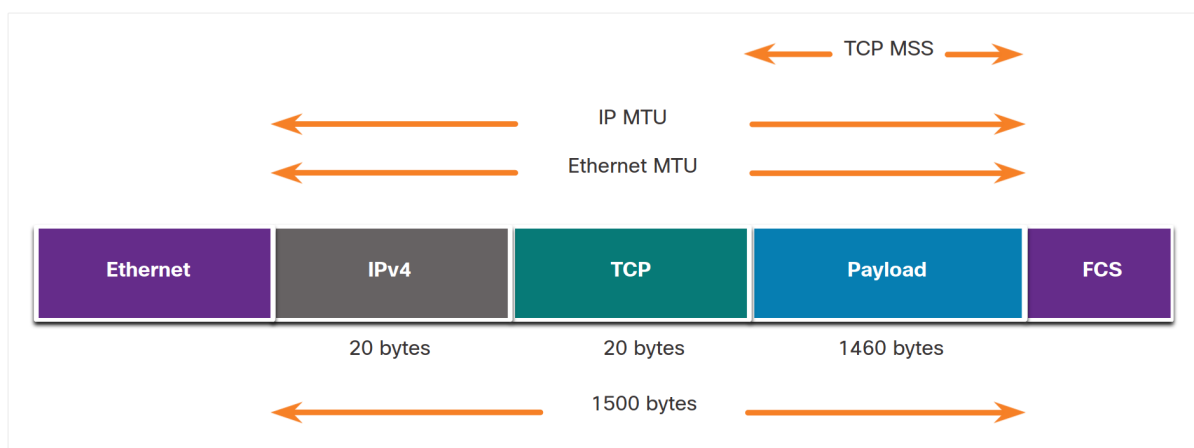 TCP MSS
IP MTU
Ethernet MTU
Ethernet IPv4 TCP Payload FCS
20 bytes 20 bytes 1460 bytes
1500 bytes